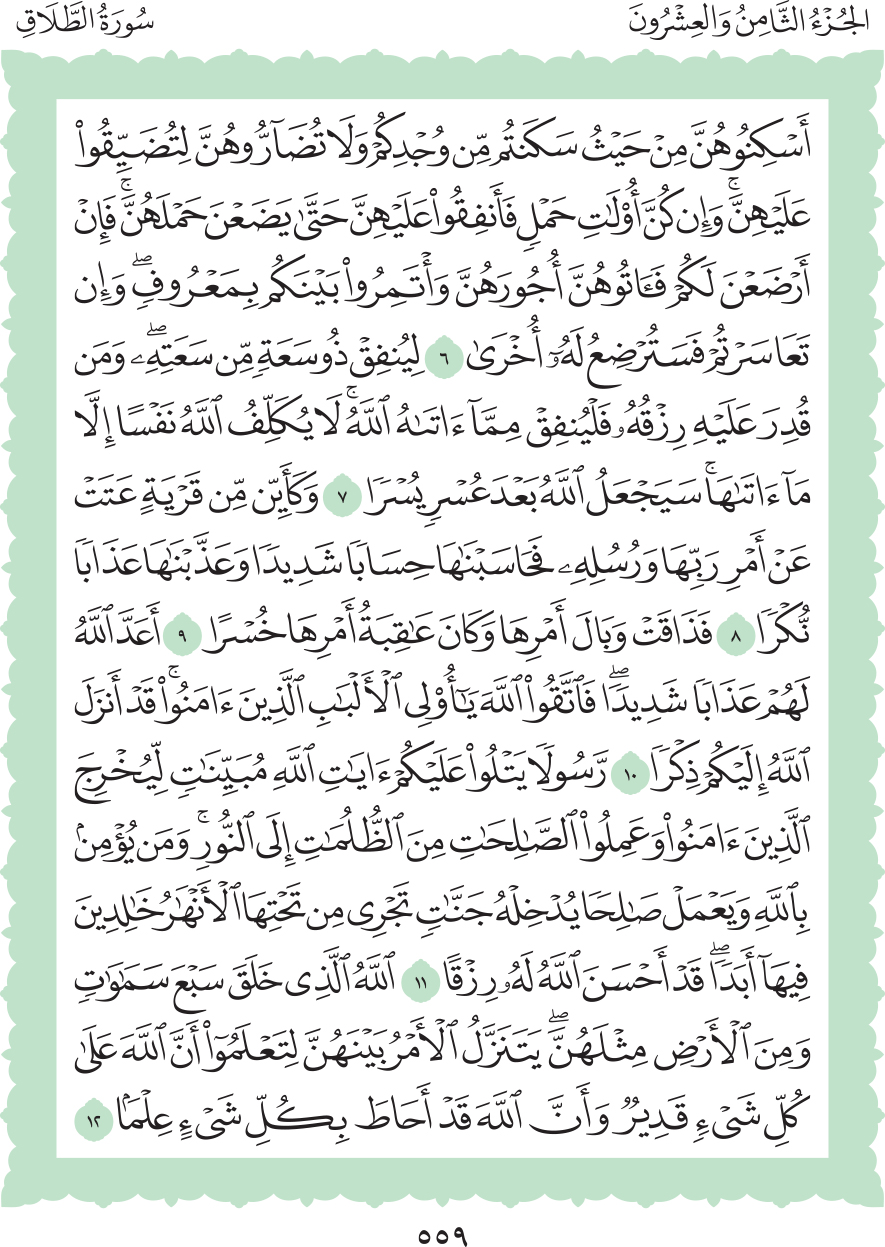 الجُزْءُ الثَّامِنُ وَالعِشْرُونَ
سُورَةُ الطَّلَاقِ
أَسْكِنُوهُنَّ مِنْ حَيْثُ سَكَنتُم مِّن وُجْدِكُمْ وَلَا تُضَآرُّوهُنَّ لِتُضَيِّقُوا۟
عَلَيْهِنَّ ۚ وَإِن كُنَّ أُو۟لَٰتِ حَمْلٍ فَأَنفِقُوا۟ عَلَيْهِنَّ حَتَّىٰ يَضَعْنَ حَمْلَهُنَّ ۚ فَإِنْ
أَرْضَعْنَ لَكُمْ فَـَٔاتُوهُنَّ أُجُورَهُنَّ وَأْتَمِرُوا۟ بَيْنَكُم بِمَعْرُوفٍ ۖ وَإِن
تَعَاسَرْتُمْ فَسَتُرْضِعُ لَهُۥٓ أُخْرَىٰ ٦ لِيُنفِقْ ذُو سَعَةٍ مِّن سَعَتِهِۦ ۖ وَمَن
قُدِرَ عَلَيْهِ رِزْقُهُۥ فَلْيُنفِقْ مِمَّآ ءَاتَىٰهُ ٱللَّهُ ۚ لَا يُكَلِّفُ ٱللَّهُ نَفْسًا إِلَّا
مَآ ءَاتَىٰهَا ۚ سَيَجْعَلُ ٱللَّهُ بَعْدَ عُسْرٍ يُسْرًا ٧ وَكَأَيِّن مِّن قَرْيَةٍ عَتَتْ
عَنْ أَمْرِ رَبِّهَا وَرُسُلِهِۦ فَحَاسَبْنَٰهَا حِسَابًا شَدِيدًا وَعَذَّبْنَٰهَا عَذَابًا
نُّكْرًا ٨ فَذَاقَتْ وَبَالَ أَمْرِهَا وَكَانَ عَٰقِبَةُ أَمْرِهَا خُسْرًا ٩ أَعَدَّ ٱللَّهُ
لَهُمْ عَذَابًا شَدِيدًا ۖ فَٱتَّقُوا۟ ٱللَّهَ يَٰٓأُو۟لِى ٱلْأَلْبَٰبِ ٱلَّذِينَ ءَامَنُوا۟ ۚ قَدْ أَنزَلَ
ٱللَّهُ إِلَيْكُمْ ذِكْرًا ١٠ رَّسُولًا يَتْلُوا۟ عَلَيْكُمْ ءَايَٰتِ ٱللَّهِ مُبَيِّنَٰتٍ لِّيُخْرِجَ
ٱلَّذِينَ ءَامَنُوا۟ وَعَمِلُوا۟ ٱلصَّٰلِحَٰتِ مِنَ ٱلظُّلُمَٰتِ إِلَى ٱلنُّورِ ۚ وَمَن يُؤْمِنۢ
بِٱللَّهِ وَيَعْمَلْ صَٰلِحًا يُدْخِلْهُ جَنَّٰتٍ تَجْرِى مِن تَحْتِهَا ٱلْأَنْهَٰرُ خَٰلِدِينَ
فِيهَآ أَبَدًا ۖ قَدْ أَحْسَنَ ٱللَّهُ لَهُۥ رِزْقًا ١١ ٱللَّهُ ٱلَّذِى خَلَقَ سَبْعَ سَمَٰوَٰتٍ
وَمِنَ ٱلْأَرْضِ مِثْلَهُنَّ ۖ يَتَنَزَّلُ ٱلْأَمْرُ بَيْنَهُنَّ لِتَعْلَمُوٓا۟ أَنَّ ٱللَّهَ عَلَىٰ
كُلِّ شَىْءٍ قَدِيرٌ وَأَنَّ ٱللَّهَ قَدْ أَحَاطَ بِكُلِّ شَىْءٍ عِلْمًۢا ١٢
٥٥٩